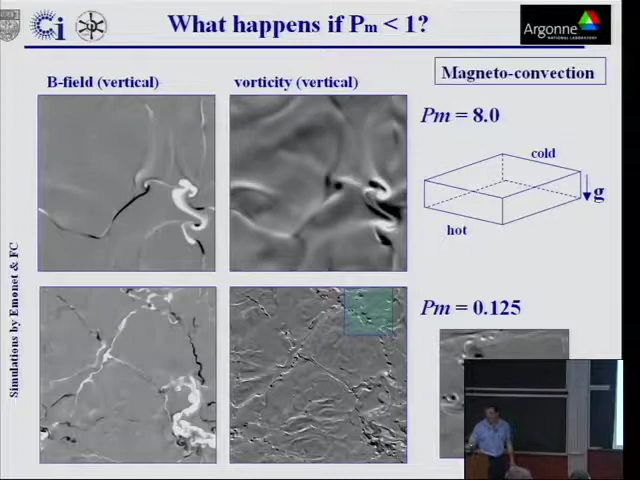 What happens if Pm < 1?
Ci
Argonne
NATIONAL LABORATORY
B-field (vertical)
vorticity (vertical)
Magneto-convection
Pm = 8.0
cold
g
hot
Simulations by Emonet & FC
Pm = 0.125